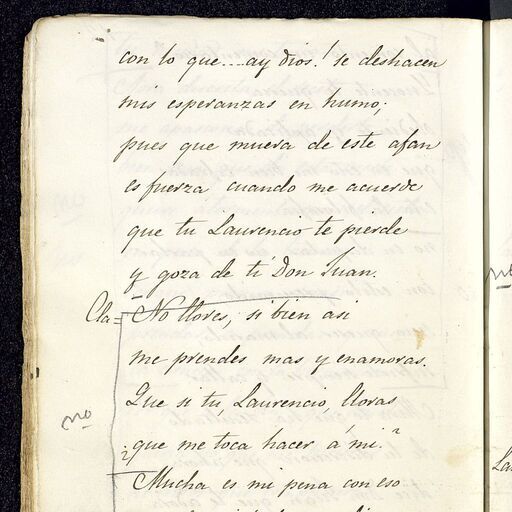 con lo que....ay dios! se deshacen
mis esperanzas en humo;
pues que muera de este afan
es fuerza cuando me acuerde
que tu Laurencio te pierde
y goza de ti Don Juan.
Cla= No llores, si bien asi
me prendes mas y enamoras.
Que si tu, Laurencio, lloras
¿que me toca hacer á mi?
Mucha es mi pena con eso
no
no
La